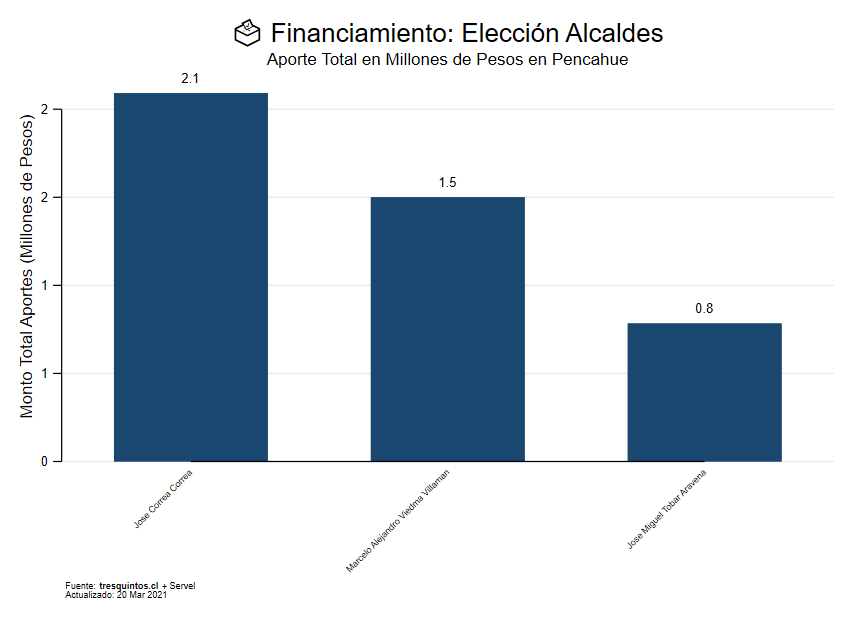 Financiamiento: Elección Alcaldes
Aporte Total en Millones de Pesos en Pencahue
Monto Total Aportes (Millones de Pesos)
2
2
1
1
0
2.1
1.5
0.8
Jose Correa Correa
Marcelo Alejandro Viedma Villaman
Jose Miguel Tobar Aravena
Fuente: tresquintos.cl + Servel
Actualizado: 20 Mar 2021